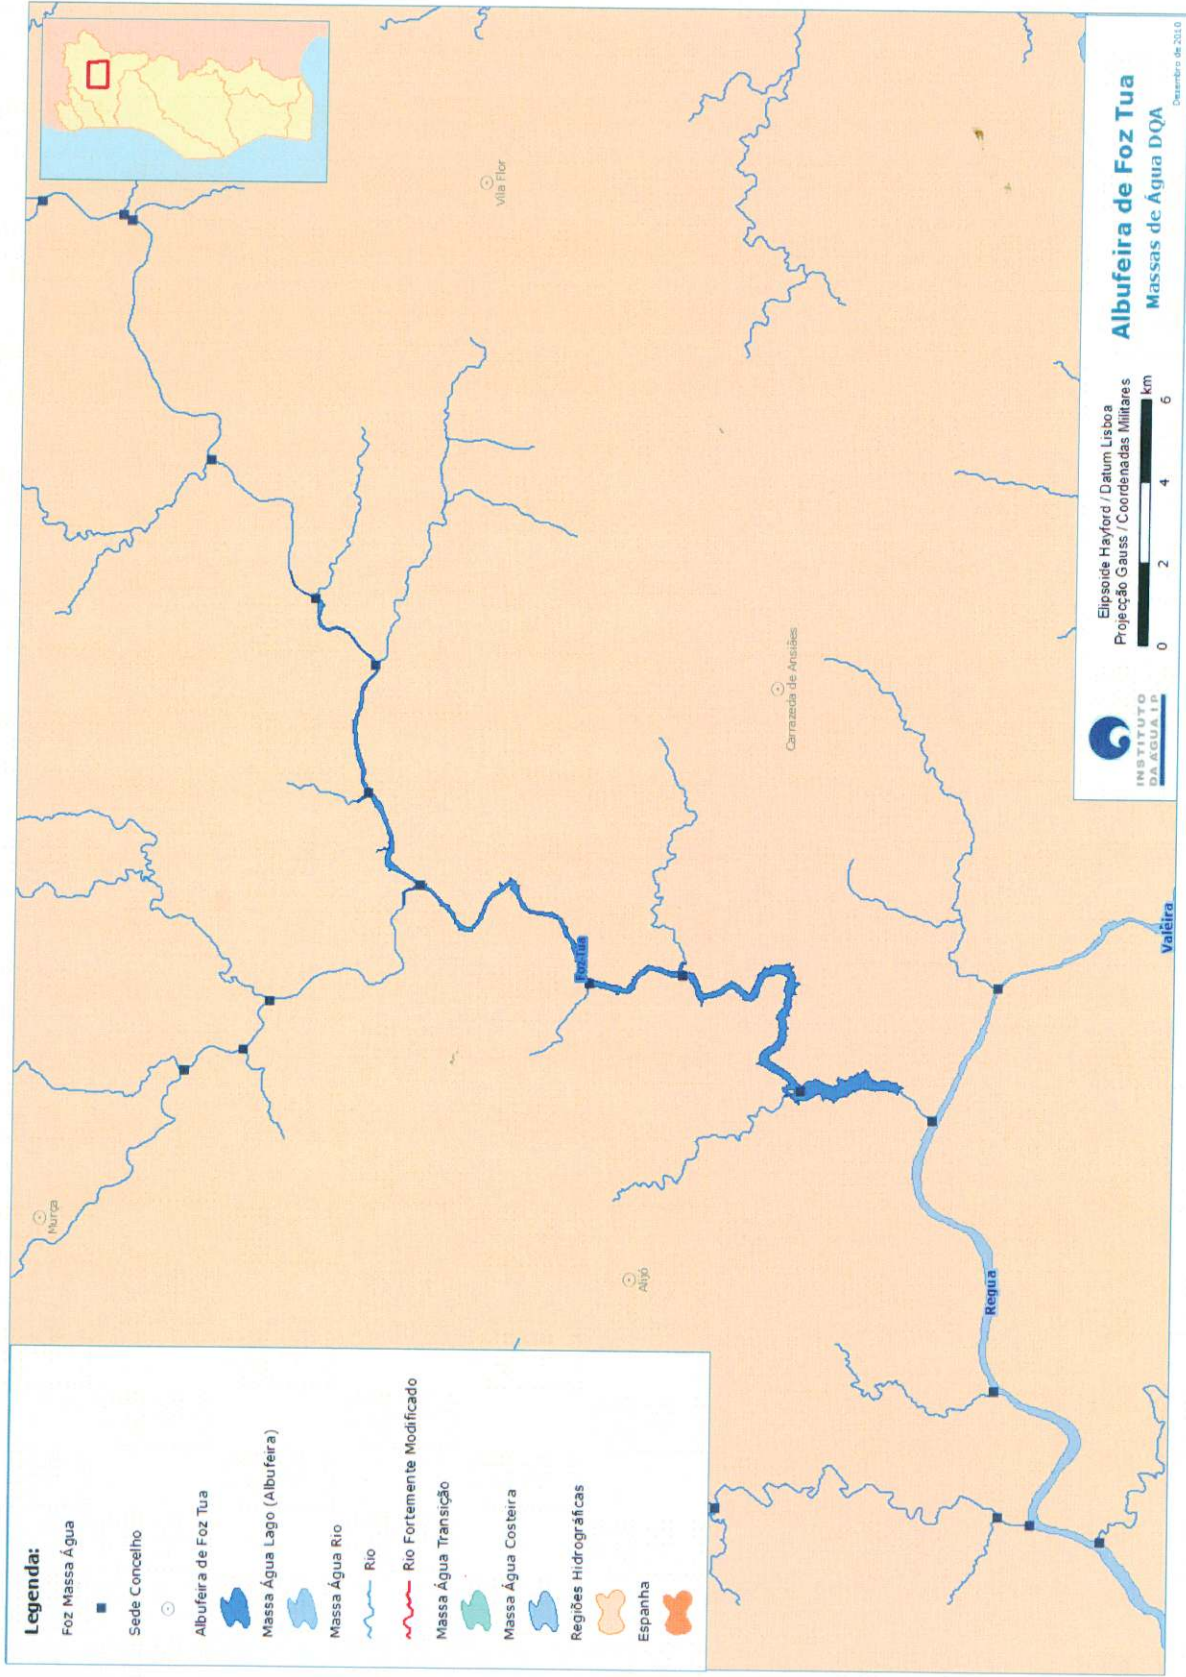 Legenda:
Foz Massa Água
Sede Concelho
Albufeira de Foz Tua
Massa Água Lago (Albufeira)
Massa Água Rio
Rio
Rio Fortemente Modificado
Massa Água Transição
Massa Água Costeira
Regiões Hidrográficas
Espanha
Murça
Alijó
Vila Flor
Foz Tua
Carrazeda de Ansiães
Regua
Valeira
INSTITUTO
DA ÁGUA I.P.
Elipsoide Hayford / Datum Lisboa
Projecção Gauss / Coordenadas Militares
km
0 2 4 6
Albufeira de Foz Tua
Massas de Água DQA
Dezembro de 2010